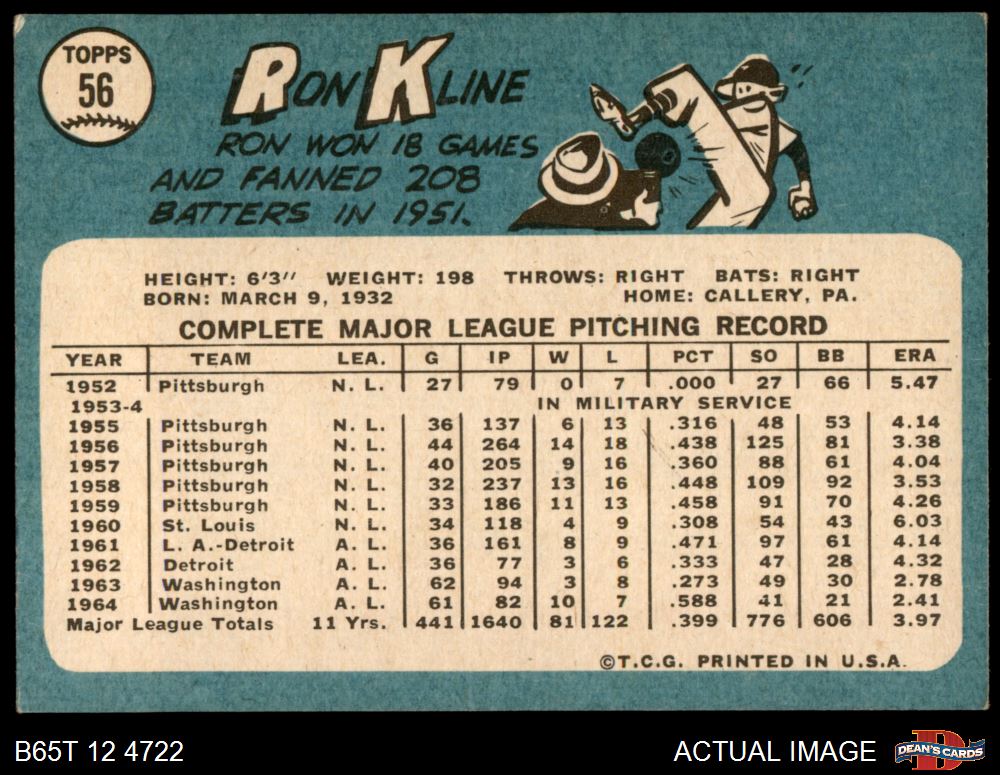 TOPPS
56
RON KLINE
RON WON 18 GAMES
AND FANNED 208
BATTERS IN 1951.
HEIGHT: 6'3" WEIGHT: 198 THROWS: RIGHT BATS: RIGHT
BORN: MARCH 9, 1932 HOME: CALLERY, PA.
COMPLETE MAJOR LEAGUE PITCHING RECORD
YEAR TEAM LEA. G IP W L PCT SO BB ERA
1952 Pittsburgh N. L. 27 79 0 7 .000 27 66 5.47
1953-4 IN MILITARY SERVICE
1955 Pittsburgh N. L. 36 137 6 13 .316 48 53 4.14
1956 Pittsburgh N. L. 44 264 14 18 .438 125 81 3.38
1957 Pittsburgh N. L. 40 205 9 16 .360 88 61 4.04
1958 Pittsburgh N. L. 32 237 13 16 .448 109 92 3.53
1959 Pittsburgh N. L. 33 186 11 13 .458 91 70 4.26
1960 St. Louis N. L. 34 118 4 9 .308 54 43 6.03
1961 L. A.-Detroit A. L. 36 161 8 9 .471 97 61 4.14
1962 Detroit A. L. 36 77 3 6 .333 47 28 4.32
1963 Washington A. L. 62 94 3 8 .273 49 30 2.78
1964 Washington A. L. 61 82 10 7 .588 41 21 2.41
Major League Totals 11 Yrs. 441 1640 81 122 .399 776 606 3.97
©T.C.G. PRINTED IN U.S.A.
B65T 12 4722 ACTUAL IMAGE DEAN'S CARDS